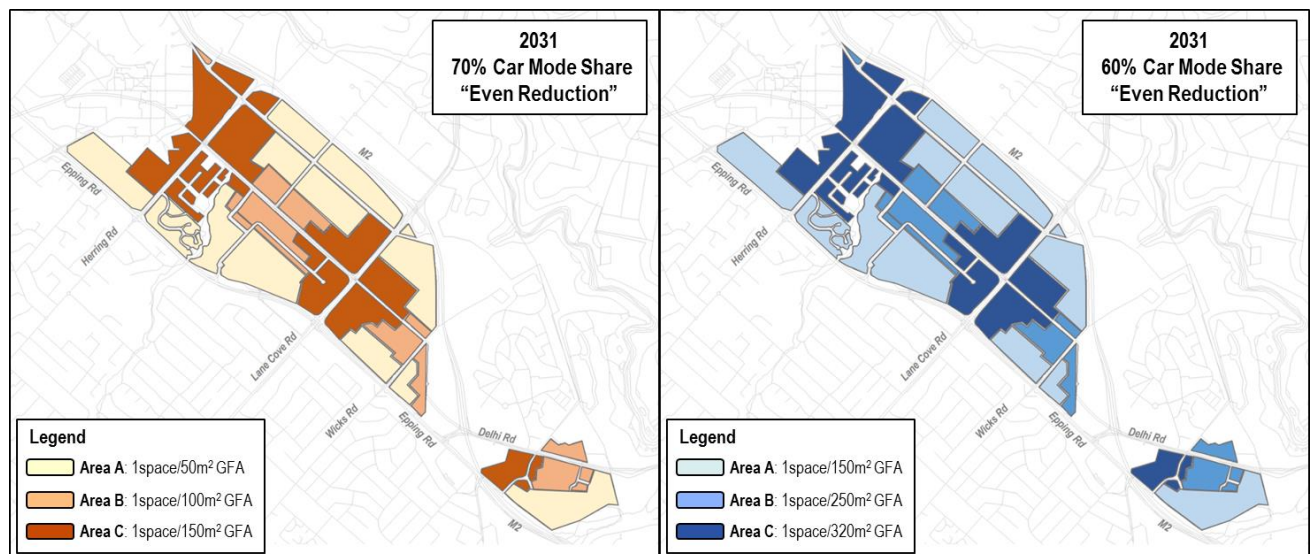 2031
70% Car Mode Share
“Even Reduction”
M2
Epping Rd
Herring Rd
Lane Cove Rd
Wicks Rd
Epping Rd
Delhi Rd
M2
Legend
Area A: 1space/50m² GFA
Area B: 1space/100m² GFA
Area C: 1space/150m² GFA
2031
60% Car Mode Share
“Even Reduction”
M2
Epping Rd
Herring Rd
Lane Cove Rd
Wicks Rd
Epping Rd
Delhi Rd
M2
Legend
Area A: 1space/150m² GFA
Area B: 1space/250m² GFA
Area C: 1space/320m² GFA